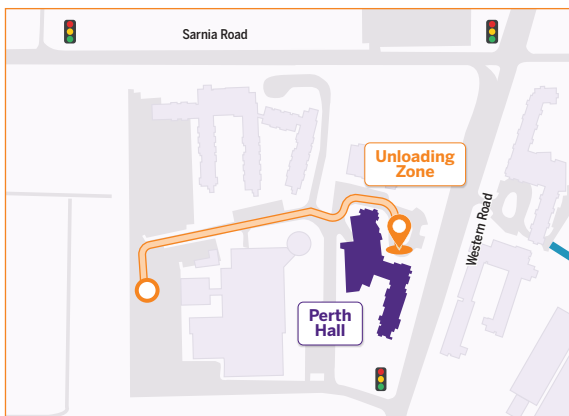 Sarnia Road
Unloading
Zone
Western Road
Perth
Hall